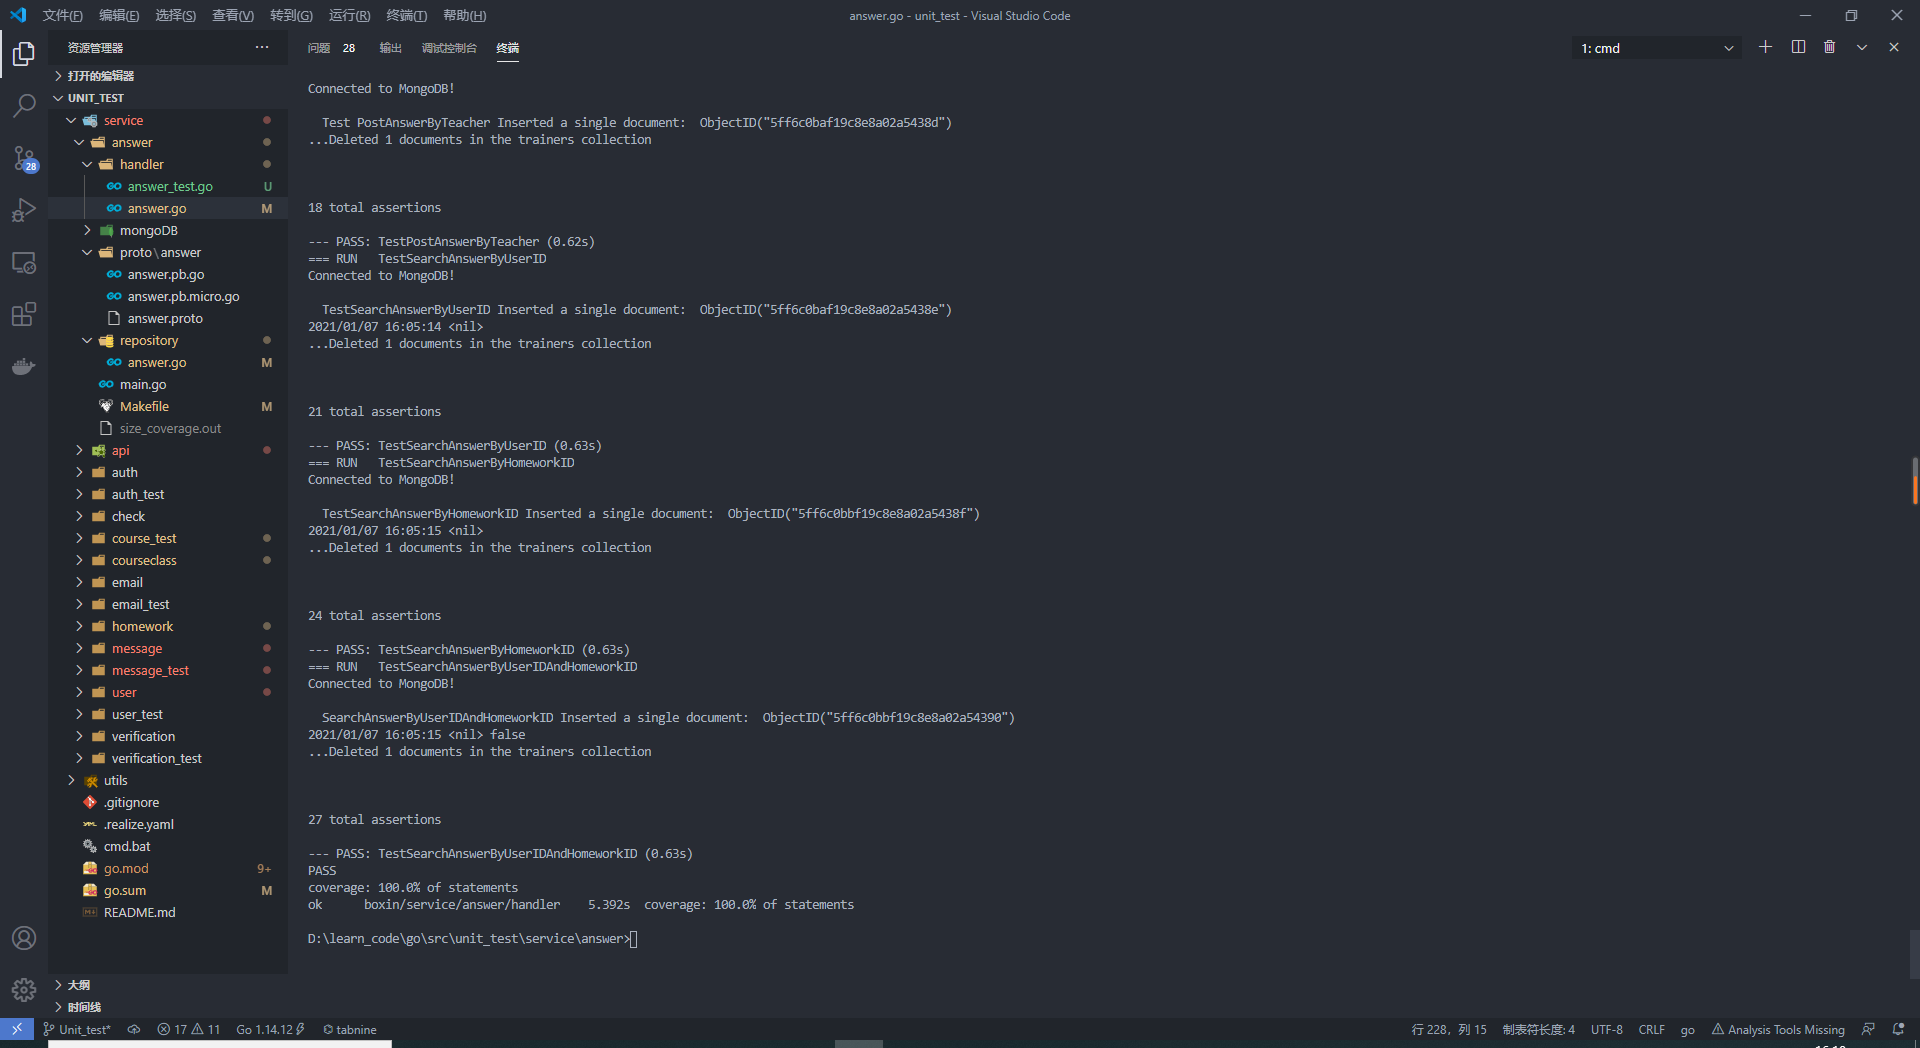 文件(F) 编辑(E) 选择(S) 查看(V) 转到(G) 运行(R) 终端(T) 帮助(H)
answer.go - unit_test - Visual Studio Code
资源管理器 ...
打开的编辑器
UNIT_TEST
service
answer
handler
answer_test.go U
answer.go M
mongoDB
proto\answer
answer.pb.go
answer.pb.micro.go
answer.proto
repository
answer.go M
main.go
Makefile M
size_coverage.out
api
auth
auth_test
check
course_test
courseclass
email
email_test
homework
message
message_test
user
user_test
verification
verification_test
utils
.gitignore
.realize.yaml
cmd.bat
go.mod 9+
go.sum M
README.md
大纲
时间线
28
问题 28 输出 调试控制台 终端
1: cmd
Connected to MongoDB!
Test PostAnswerByTeacher Inserted a single document:  ObjectID("5ff6c0baf19c8e8a02a5438d")
...Deleted 1 documents in the trainers collection
18 total assertions
--- PASS: TestPostAnswerByTeacher (0.62s)
=== RUN   TestSearchAnswerByUserID
Connected to MongoDB!
TestSearchAnswerByUserID Inserted a single document:  ObjectID("5ff6c0baf19c8e8a02a5438e")
2021/01/07 16:05:14 <nil>
...Deleted 1 documents in the trainers collection
21 total assertions
--- PASS: TestSearchAnswerByUserID (0.63s)
=== RUN   TestSearchAnswerByHomeworkID
Connected to MongoDB!
TestSearchAnswerByHomeworkID Inserted a single document:  ObjectID("5ff6c0bbf19c8e8a02a5438f")
2021/01/07 16:05:15 <nil>
...Deleted 1 documents in the trainers collection
24 total assertions
--- PASS: TestSearchAnswerByHomeworkID (0.63s)
=== RUN   TestSearchAnswerByUserIDAndHomeworkID
Connected to MongoDB!
SearchAnswerByUserIDAndHomeworkID Inserted a single document:  ObjectID("5ff6c0bbf19c8e8a02a54390")
2021/01/07 16:05:15 <nil> false
...Deleted 1 documents in the trainers collection
27 total assertions
--- PASS: TestSearchAnswerByUserIDAndHomeworkID (0.63s)
PASS
coverage: 100.0% of statements
ok      boxin/service/answer/handler    5.392s  coverage: 100.0% of statements
D:\learn_code\go\src\unit_test\service\answer>
Unit_test* 17 11 Go 1.14.12 tabnine 行 228，列 15 制表符长度: 4 UTF-8 CRLF go Analysis Tools Missing